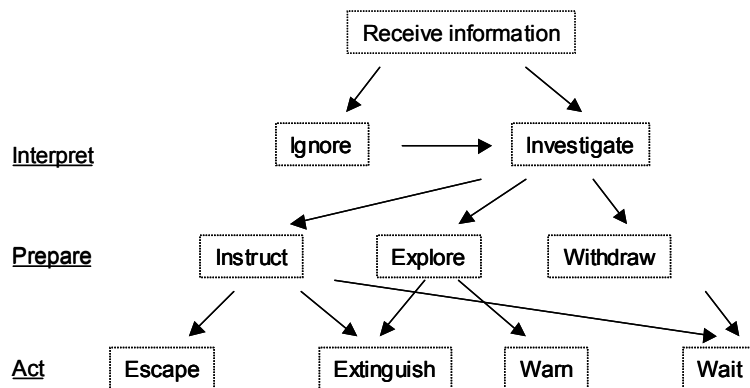 Receive information
Interpret
Ignore
Investigate
Prepare
Instruct
Explore
Withdraw
Act
Escape
Extinguish
Warn
Wait